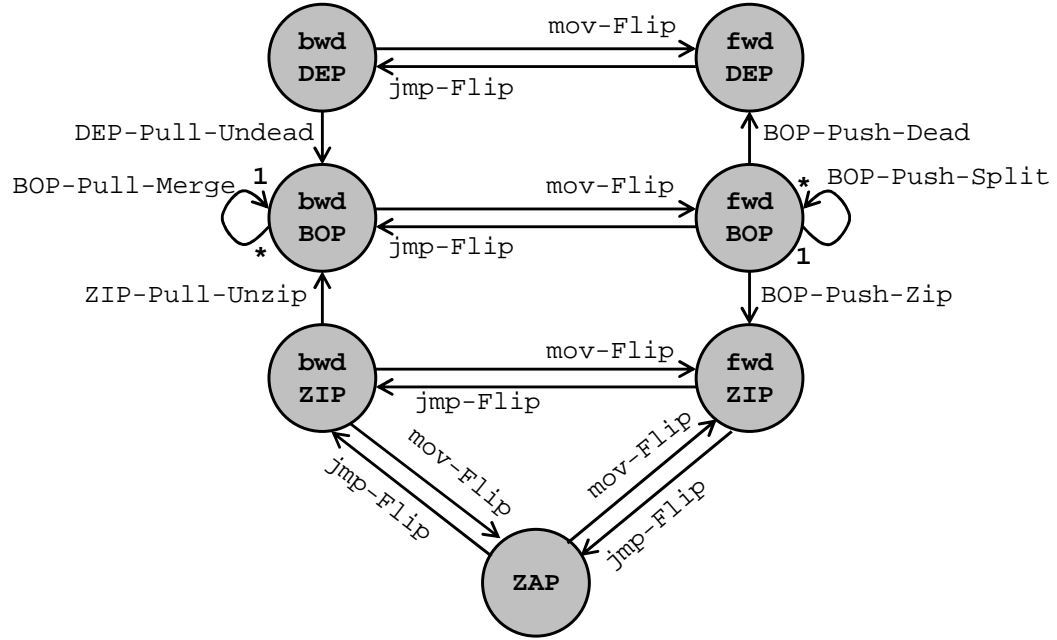 mov-Flip
bwd
DEP
fwd
DEP
jmp-Flip
DEP-Pull-Undead
BOP-Push-Dead
BOP-Pull-Merge
1
*
BOP-Push-Split
mov-Flip
bwd
BOP
fwd
BOP
jmp-Flip
*
1
ZIP-Pull-Unzip
BOP-Push-Zip
mov-Flip
bwd
ZIP
fwd
ZIP
jmp-Flip
mov-Flip
jmp-Flip
mov-Flip
jmp-Flip
ZAP